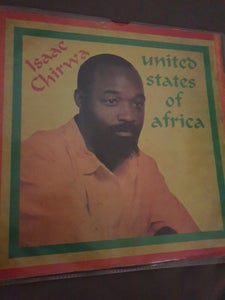 Isaac
Chirwa
united
states
of
africa